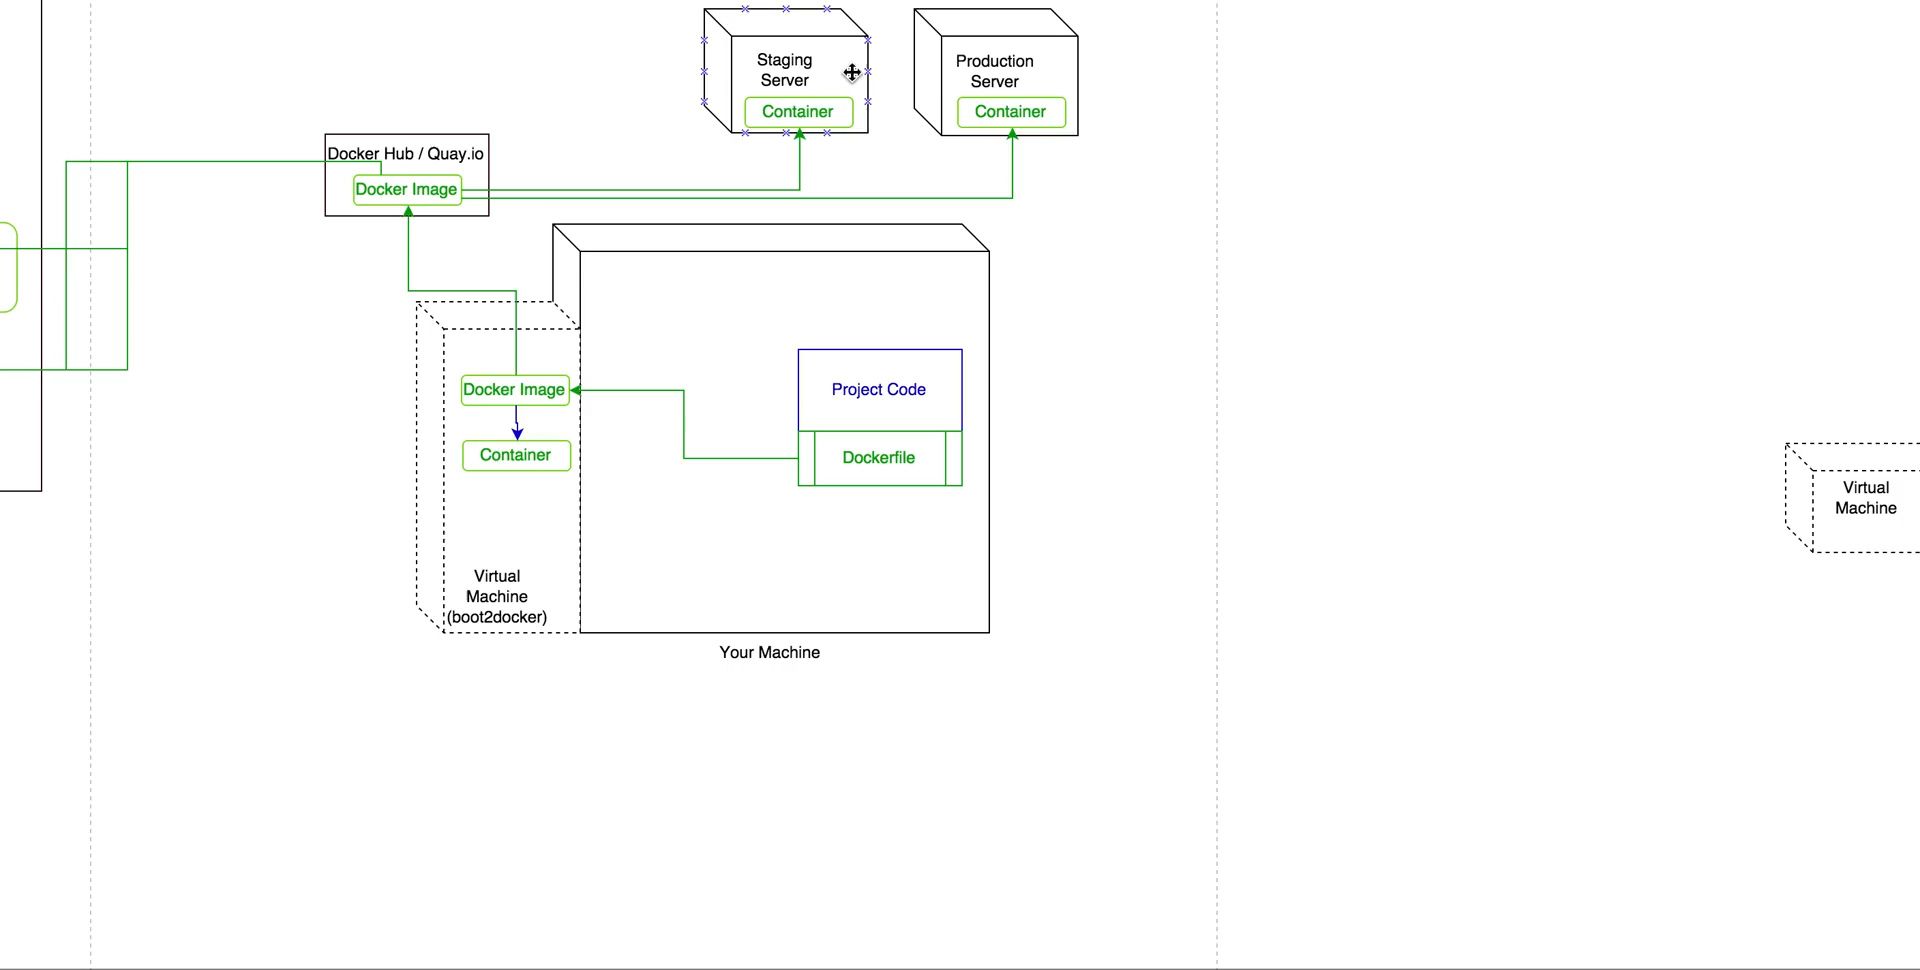 Staging
Server
Container
Production
Server
Container
Docker Hub / Quay.io
Docker Image
Project Code
Docker Image
Dockerfile
Container
Virtual
Machine
Virtual
Machine
(boot2docker)
Your Machine